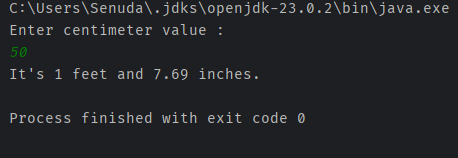 C:\Users\Senuda\.jdks\openjdk-23.0.2\bin\java.exe
Enter centimeter value :
50
It's 1 feet and 7.69 inches.
Process finished with exit code 0